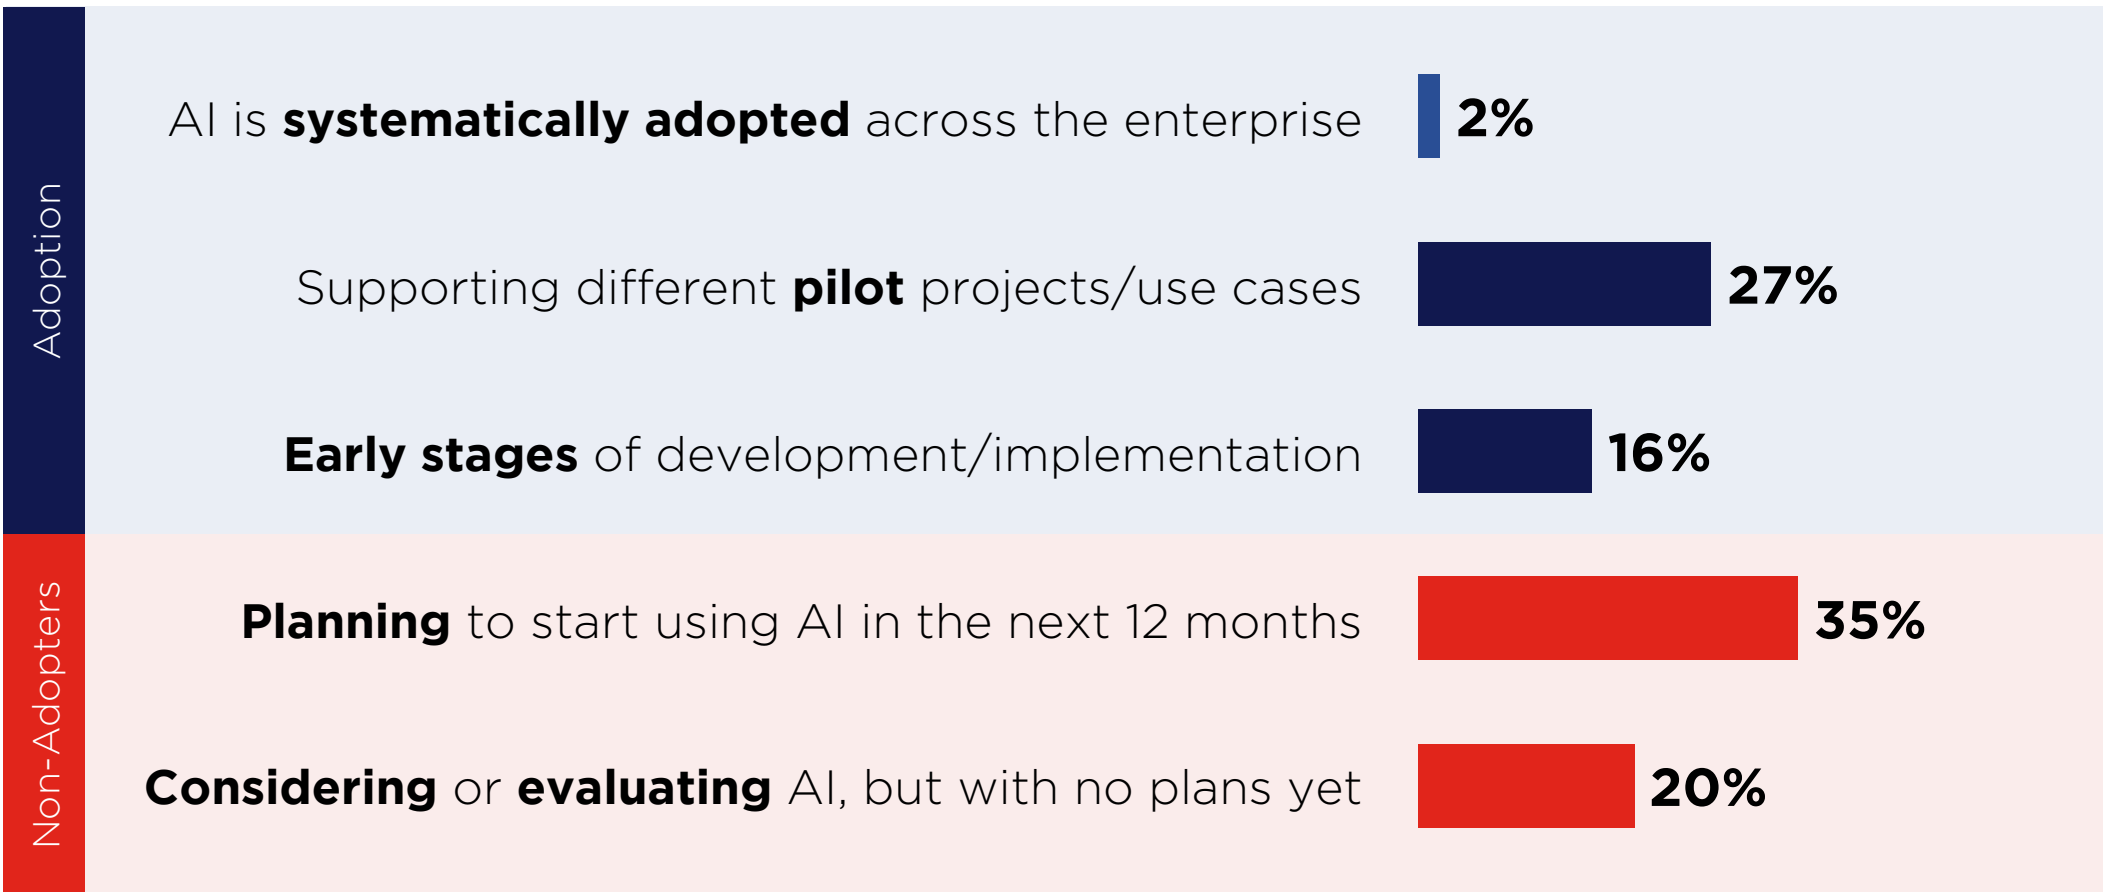 Adoption
AI is systematically adopted across the enterprise
2%
Supporting different pilot projects/use cases
27%
Early stages of development/implementation
16%
Non-Adopters
Planning to start using AI in the next 12 months
35%
Considering or evaluating AI, but with no plans yet
20%